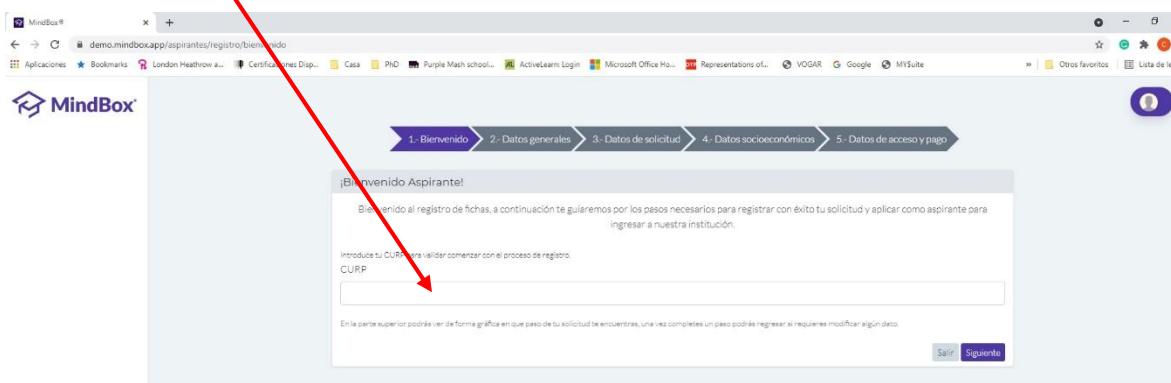 MindBox®
demo.mindbox.app/aspirantes/registro/bienvenido
Aplicaciones Bookmarks London Heathrow a... Certificaciones Disp... Casa PhD Purple Mash school... ActiveLearn: Login Microsoft Office Ho... Representations of... VOGAR Google MYSuite » Otros favoritos Lista de le
MindBox
1.- Bienvenido 2.- Datos generales 3.- Datos de solicitud 4.- Datos socioeconómicos 5.- Datos de acceso y pago
¡Bienvenido Aspirante!
Bienvenido al registro de fichas, a continuación te guiaremos por los pasos necesarios para registrar con éxito tu solicitud y aplicar como aspirante para
ingresar a nuestra institución.
Introduce tu CURP para validar comenzar con el proceso de registro.
CURP
En la parte superior podrás ver de forma gráfica en que paso de tu solicitud te encuentras, una vez completes un paso podrás regresar si requieres modificar algún dato.
Salir Siguiente